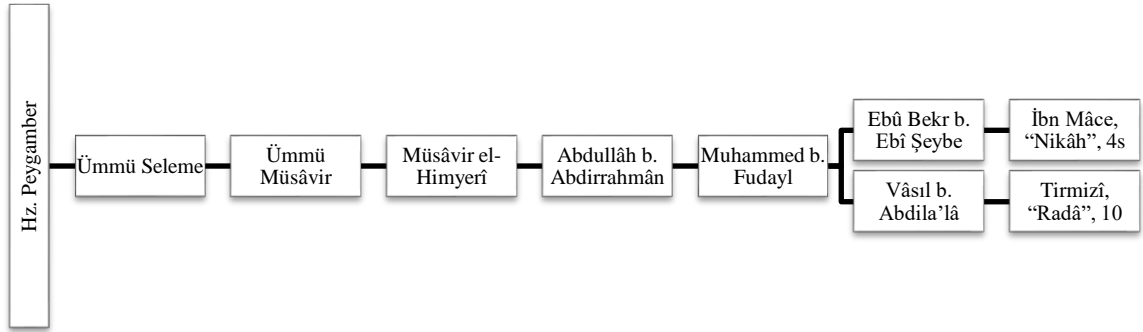 Hz. Peygamber
Ümmü Seleme
Ümmü
Müsâvir
Müsâvir el-
Himyerî
Abdullâh b.
Abdirrahmân
Muhammed b.
Fudayl
Ebû Bekr b.
Ebî Şeybe
İbn Mâce,
“Nikâh”, 4s
Vâsıl b.
Abdila’lâ
Tirmizî,
“Radâ”, 10